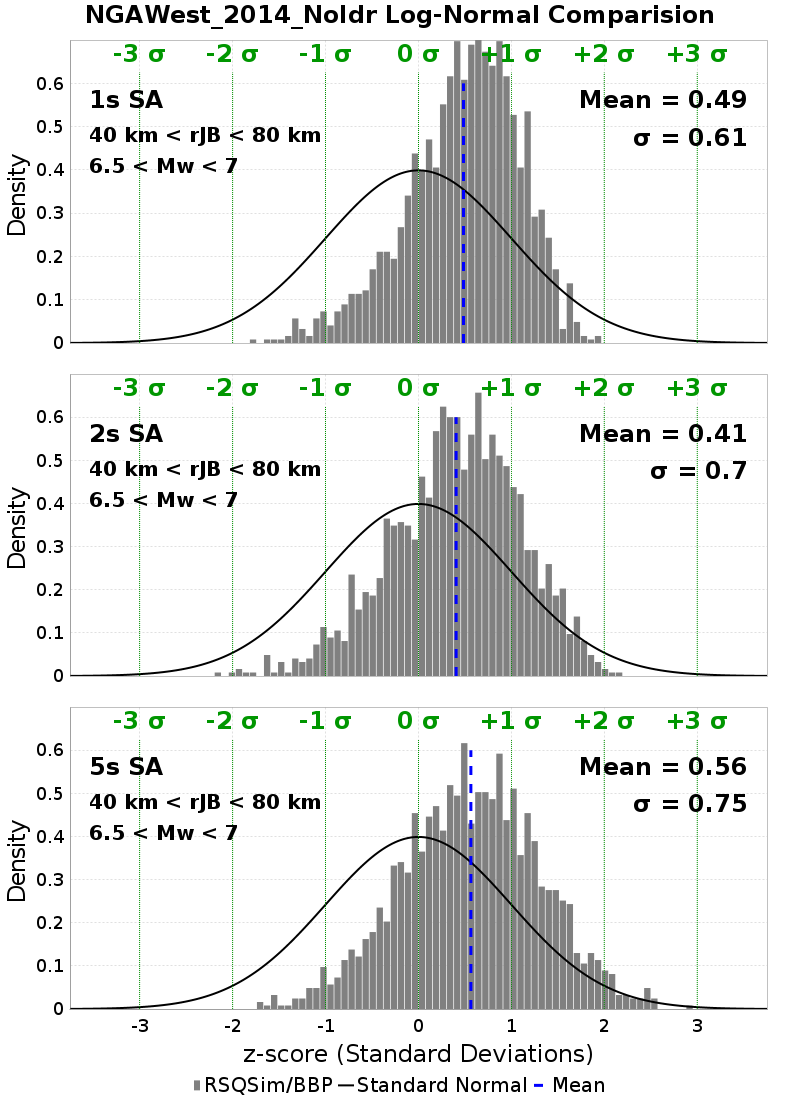 NGAWest_2014_NoIdr Log-Normal Comparision
-3 σ -2 σ -1 σ 0 σ +1 σ +2 σ +3 σ
1s SA Mean = 0.49
40 km < rJB < 80 km σ = 0.61
6.5 < Mw < 7
Density
0.6
0.5
0.4
0.3
0.2
0.1
0
-3 σ -2 σ -1 σ 0 σ +1 σ +2 σ +3 σ
2s SA Mean = 0.41
40 km < rJB < 80 km σ = 0.7
6.5 < Mw < 7
Density
0.6
0.5
0.4
0.3
0.2
0.1
0
-3 σ -2 σ -1 σ 0 σ +1 σ +2 σ +3 σ
5s SA Mean = 0.56
40 km < rJB < 80 km σ = 0.75
6.5 < Mw < 7
Density
0.6
0.5
0.4
0.3
0.2
0.1
0
-3 -2 -1 0 1 2 3
z-score (Standard Deviations)
RSQSim/BBP Standard Normal Mean